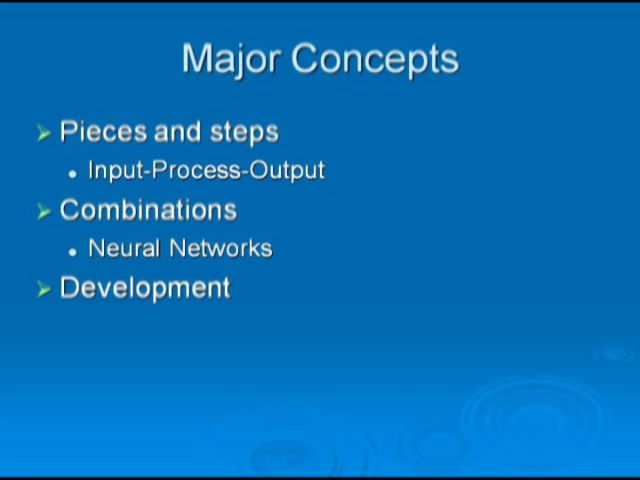 Major Concepts
Pieces and steps
Input-Process-Output
Combinations
Neural Networks
Development